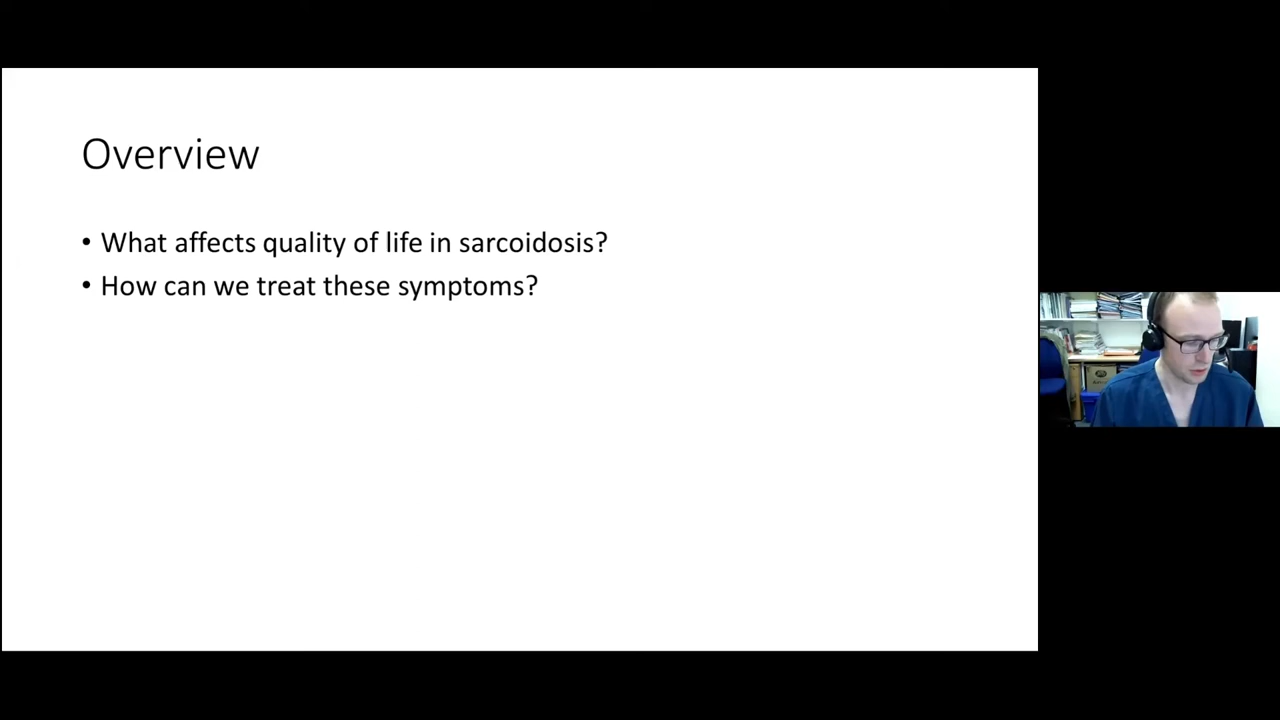 Overview
• What affects quality of life in sarcoidosis?
• How can we treat these symptoms?